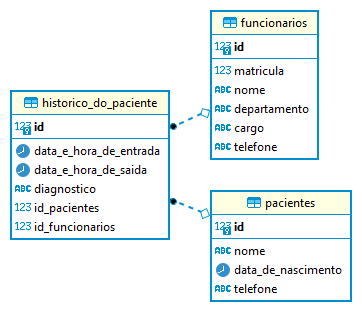 funcionarios
123 id
123 matricula
ABC nome
ABC departamento
ABC cargo
ABC telefone
historico_do_paciente
123 id
data_e_hora_de_entrada
data_e_hora_de_saida
ABC diagnostico
123 id_pacientes
123 id_funcionarios
pacientes
123 id
ABC nome
data_de_nascimento
ABC telefone